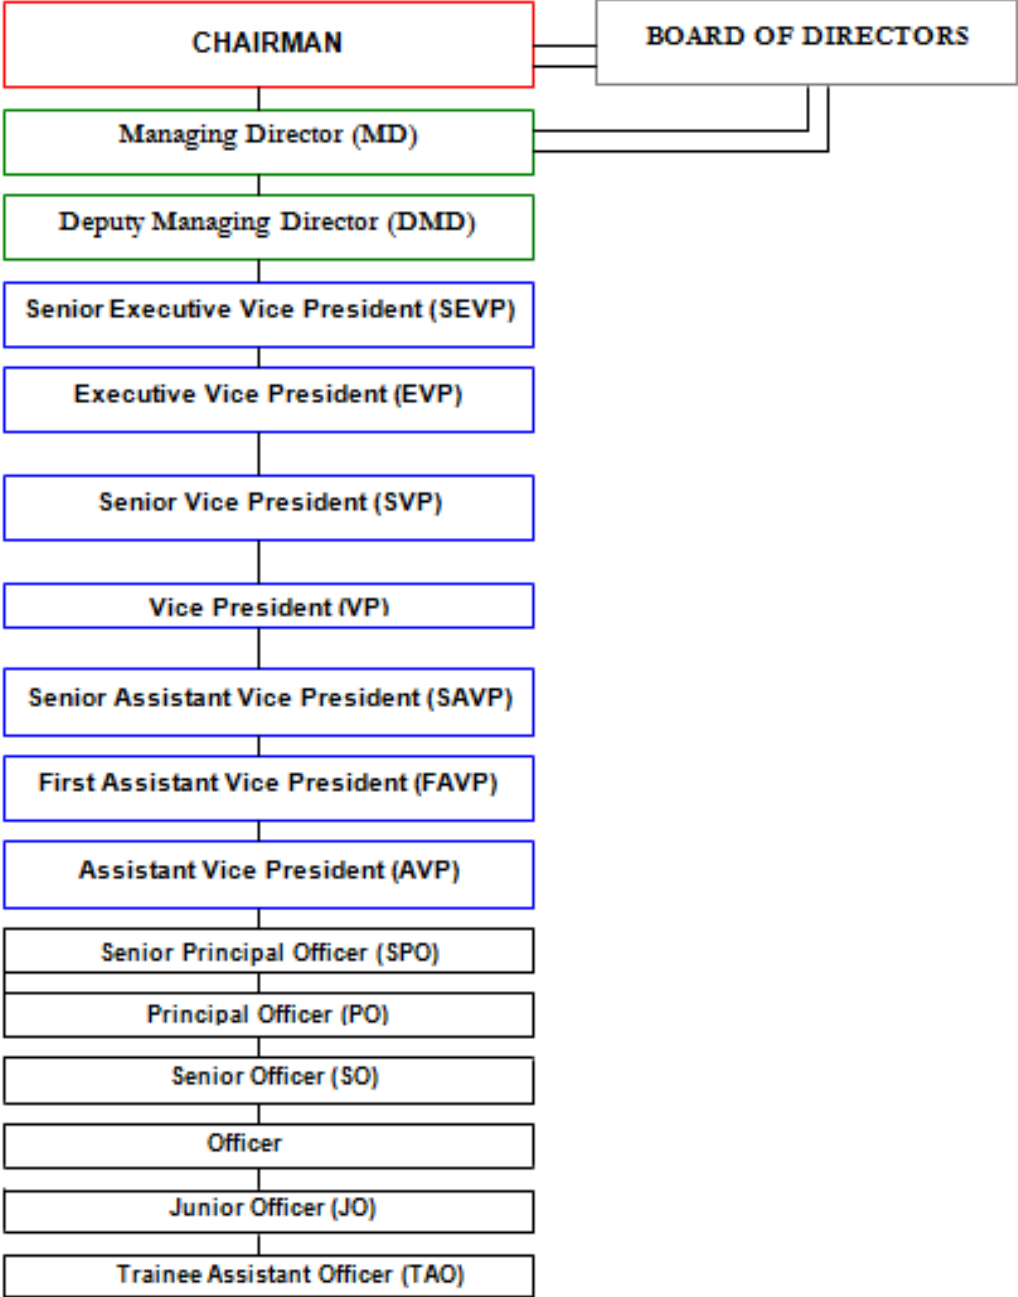 CHAIRMAN
BOARD OF DIRECTORS
Managing Director (MD)
Deputy Managing Director (DMD)
Senior Executive Vice President (SEVP)
Executive Vice President (EVP)
Senior Vice President (SVP)
Vice President (VP)
Senior Assistant Vice President (SAVP)
First Assistant Vice President (FAVP)
Assistant Vice President (AVP)
Senior Principal Officer (SPO)
Principal Officer (PO)
Senior Officer (SO)
Officer
Junior Officer (JO)
Trainee Assistant Officer (TAO)